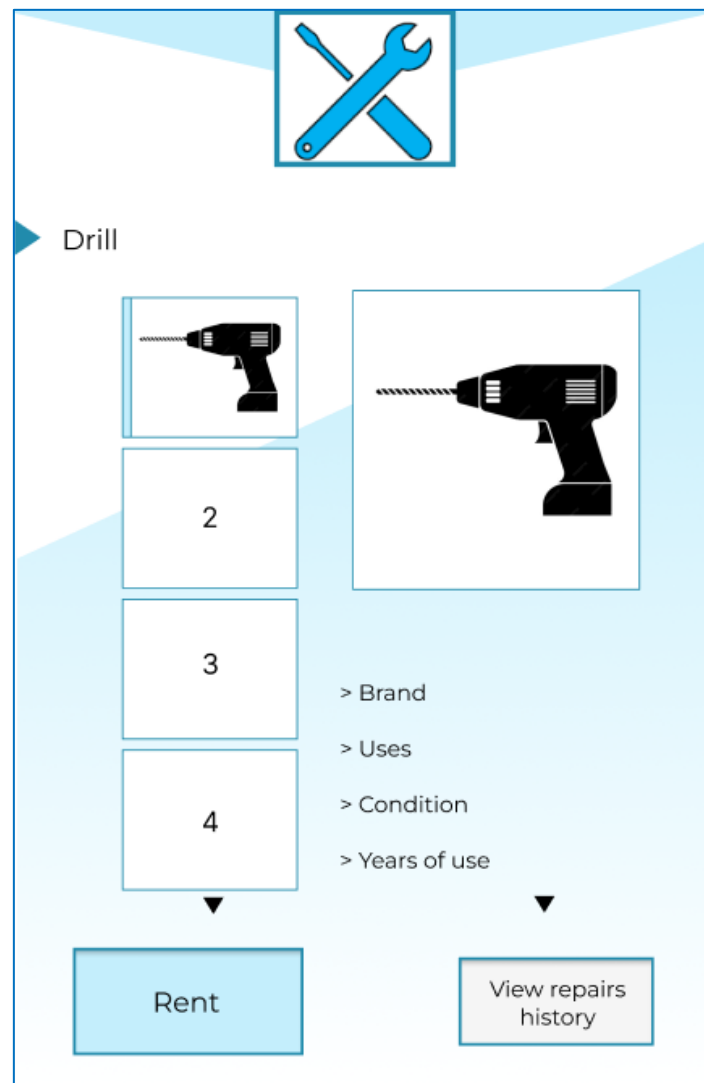 Drill
2
3
4
> Brand
> Uses
> Condition
> Years of use
Rent
View repairs
history